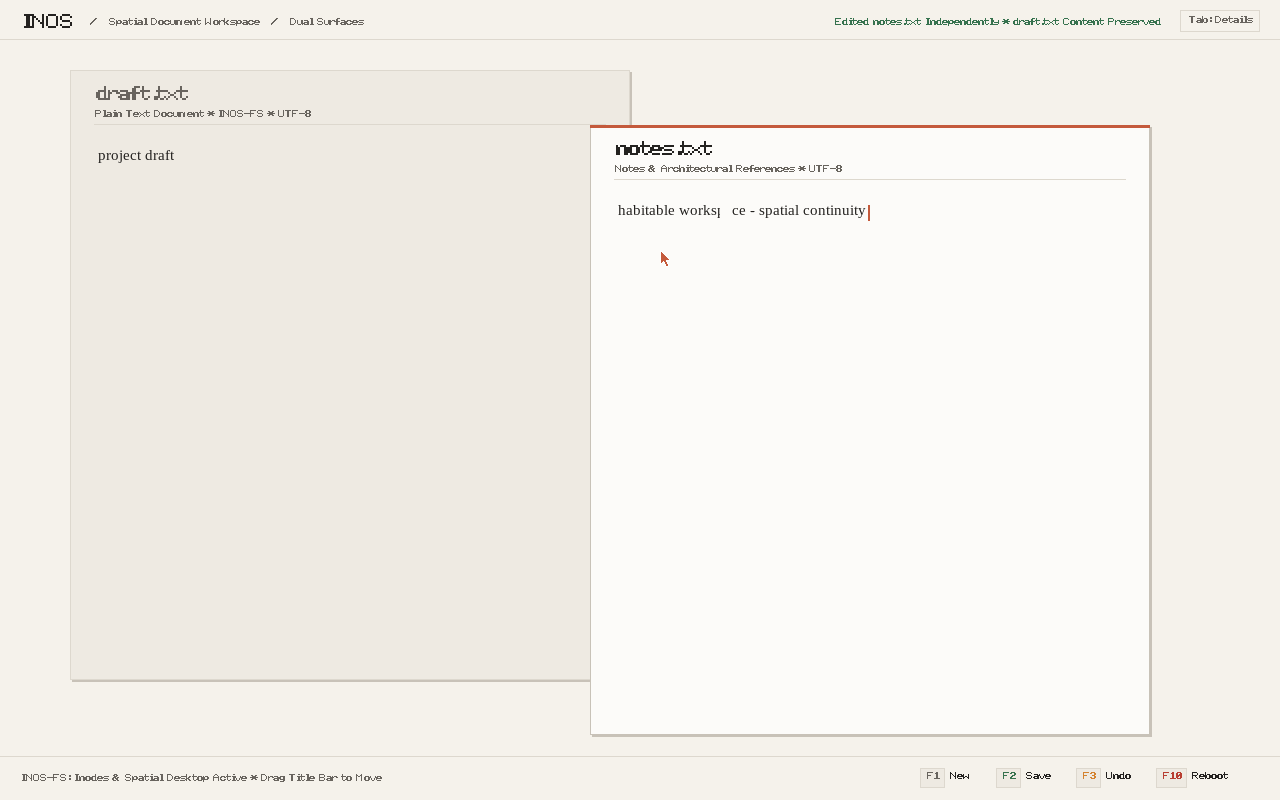 INOS / Spatial Document Workspace / Dual Surfaces
Edited notes.txt Independently * draft.txt Content Preserved
Tab:Details
draft.txt
Plain Text Document * INOS-FS * UTF-8
project draft
notes.txt
Notes & Architectural References * UTF-8
habitable worksp ce - spatial continuity
INOS-FS: Inodes & Spatial Desktop Active * Drag Title Bar to Move
F1 New F2 Save F3 Undo F10 Reboot